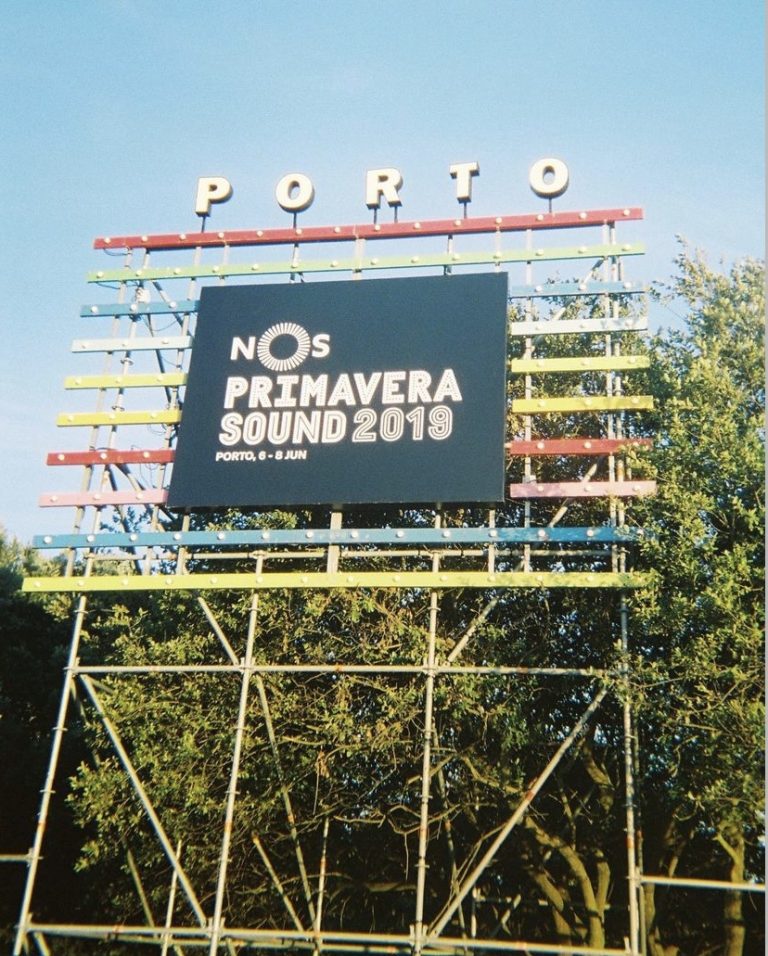 PORTO
NOS
PRIMAVERA
SOUND 2019
PORTO, 6 - 8 JUN